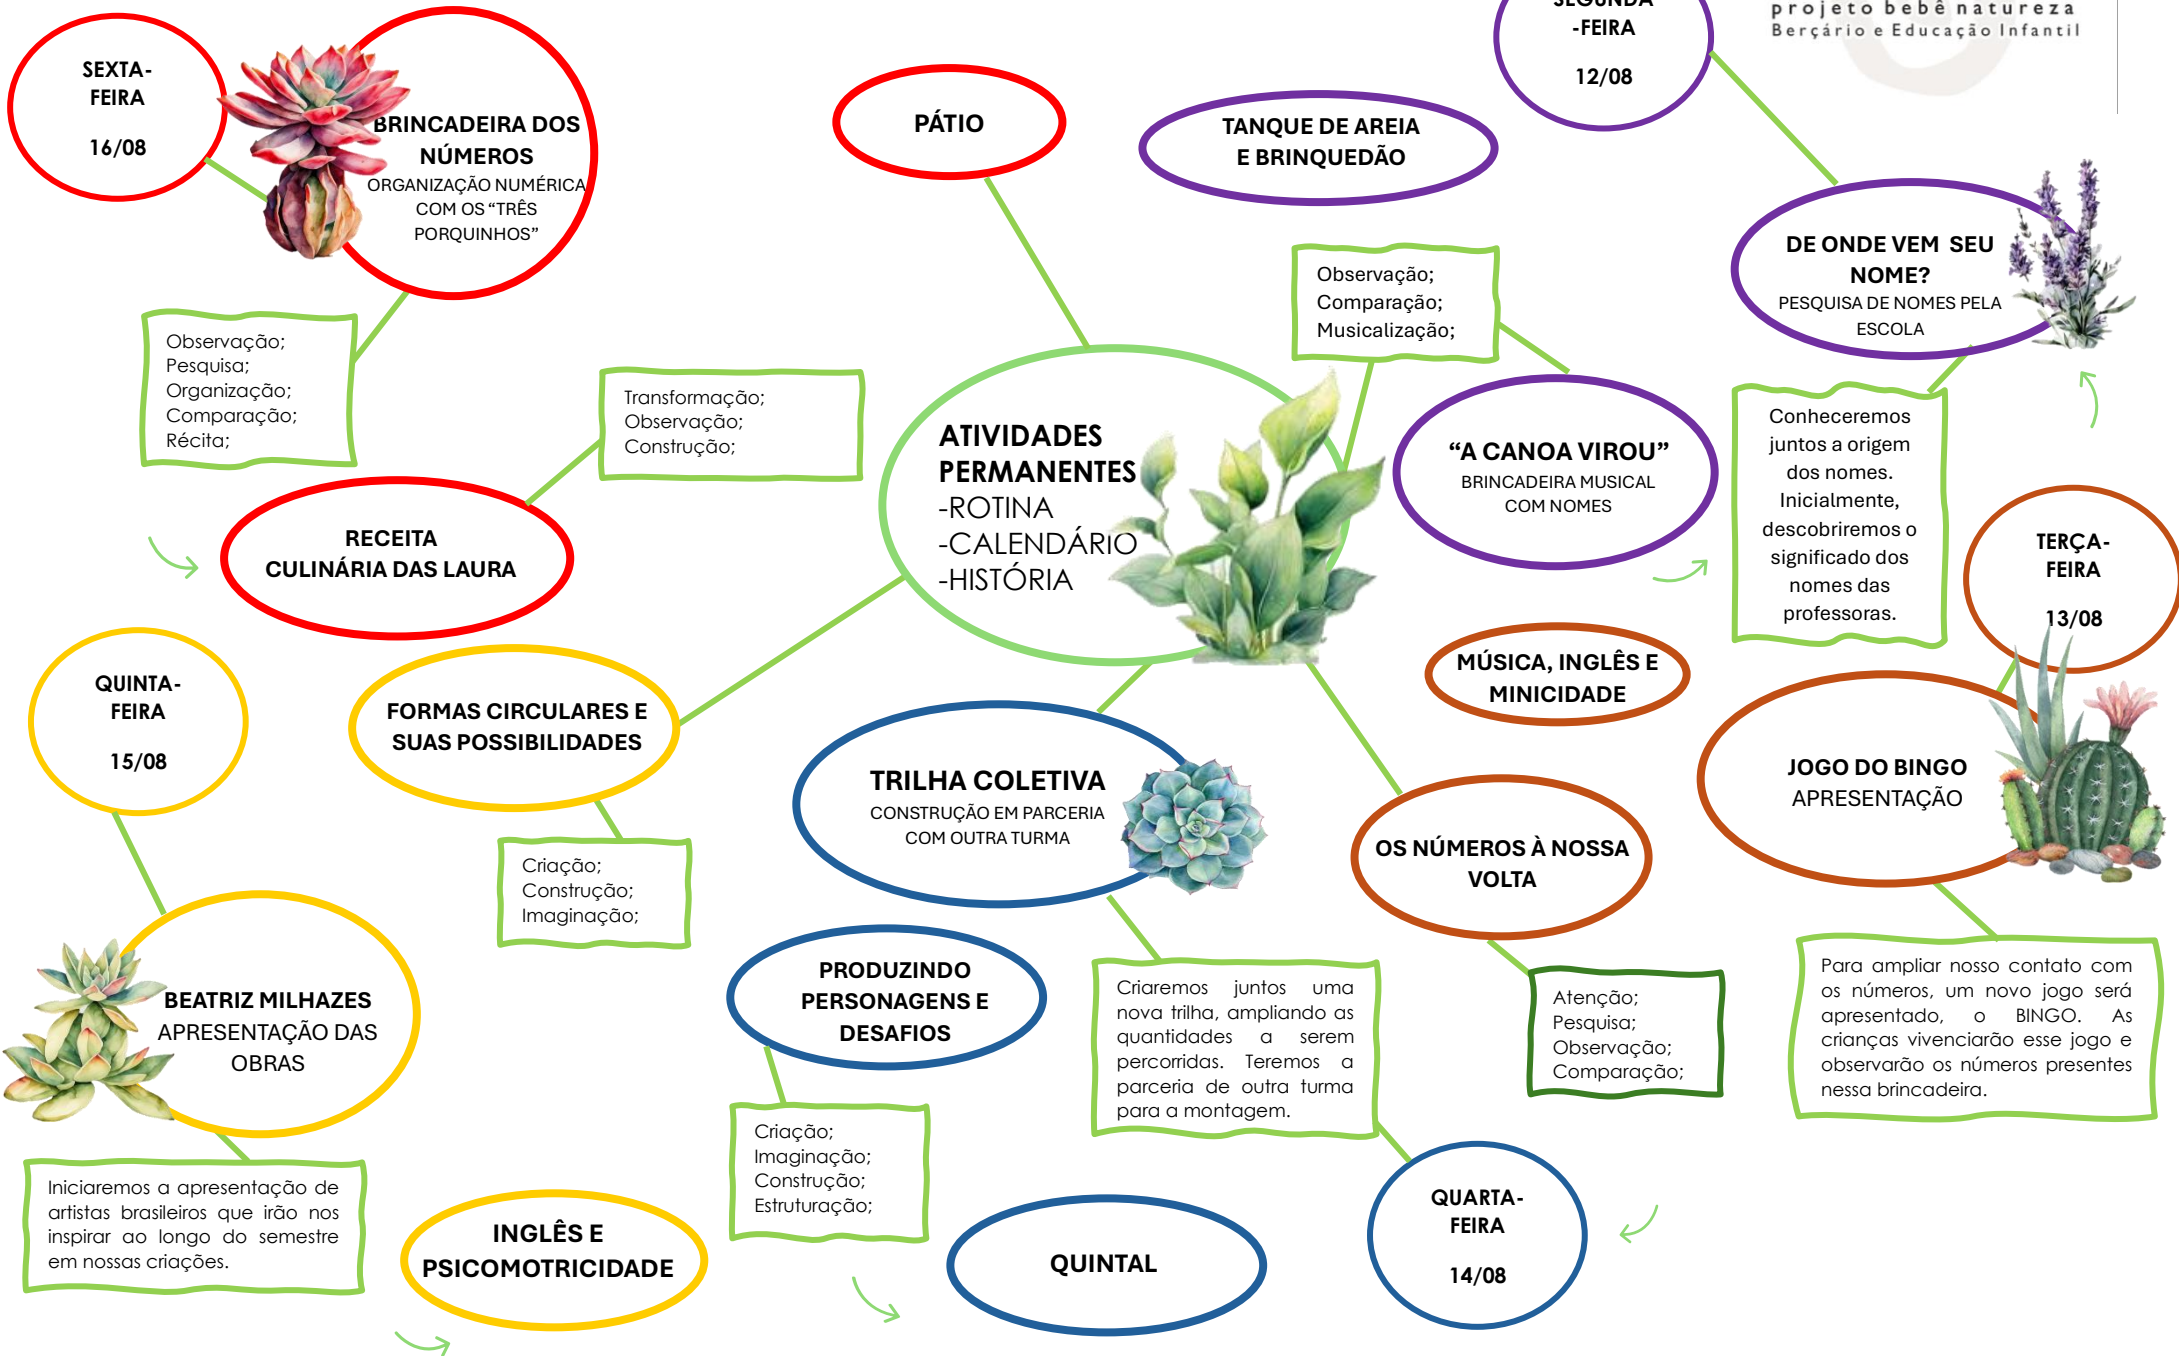 SEGUNDA
-FEIRA
12/08
projeto bebê natureza
Berçário e Educação Infantil
SEXTA-
FEIRA
16/08
BRINCADEIRA DOS
NÚMEROS
ORGANIZAÇÃO NUMÉRICA
COM OS “TRÊS
PORQUINHOS”
PÁTIO
TANQUE DE AREIA
E BRINQUEDÃO
DE ONDE VEM SEU
NOME?
PESQUISA DE NOMES PELA
ESCOLA
Observação;
Comparação;
Musicalização;
Observação;
Pesquisa;
Organização;
Comparação;
Récita;
Transformação;
Observação;
Construção;
ATIVIDADES
PERMANENTES
-ROTINA
-CALENDÁRIO
-HISTÓRIA
“A CANOA VIROU”
BRINCADEIRA MUSICAL
COM NOMES
Conheceremos
juntos a origem
dos nomes.
Inicialmente,
descobriremos o
significado dos
nomes das
professoras.
TERÇA-
FEIRA
13/08
RECEITA
CULINÁRIA DAS LAURA
QUINTA-
FEIRA
15/08
FORMAS CIRCULARES E
SUAS POSSIBILIDADES
MÚSICA, INGLÊS E
MINICIDADE
TRILHA COLETIVA
CONSTRUÇÃO EM PARCERIA
COM OUTRA TURMA
JOGO DO BINGO
APRESENTAÇÃO
OS NÚMEROS À NOSSA
VOLTA
Criação;
Construção;
Imaginação;
BEATRIZ MILHAZES
APRESENTAÇÃO DAS
OBRAS
PRODUZINDO
PERSONAGENS E
DESAFIOS
Criaremos juntos uma
nova trilha, ampliando as
quantidades a serem
percorridas. Teremos a
parceria de outra turma
para a montagem.
Atenção;
Pesquisa;
Observação;
Comparação;
Para ampliar nosso contato com
os números, um novo jogo será
apresentado, o BINGO. As
crianças vivenciarão esse jogo e
observarão os números presentes
nessa brincadeira.
Criação;
Imaginação;
Construção;
Estruturação;
Iniciaremos a apresentação de
artistas brasileiros que irão nos
inspirar ao longo do semestre
em nossas criações.
INGLÊS E
PSICOMOTRICIDADE
QUINTAL
QUARTA-
FEIRA
14/08